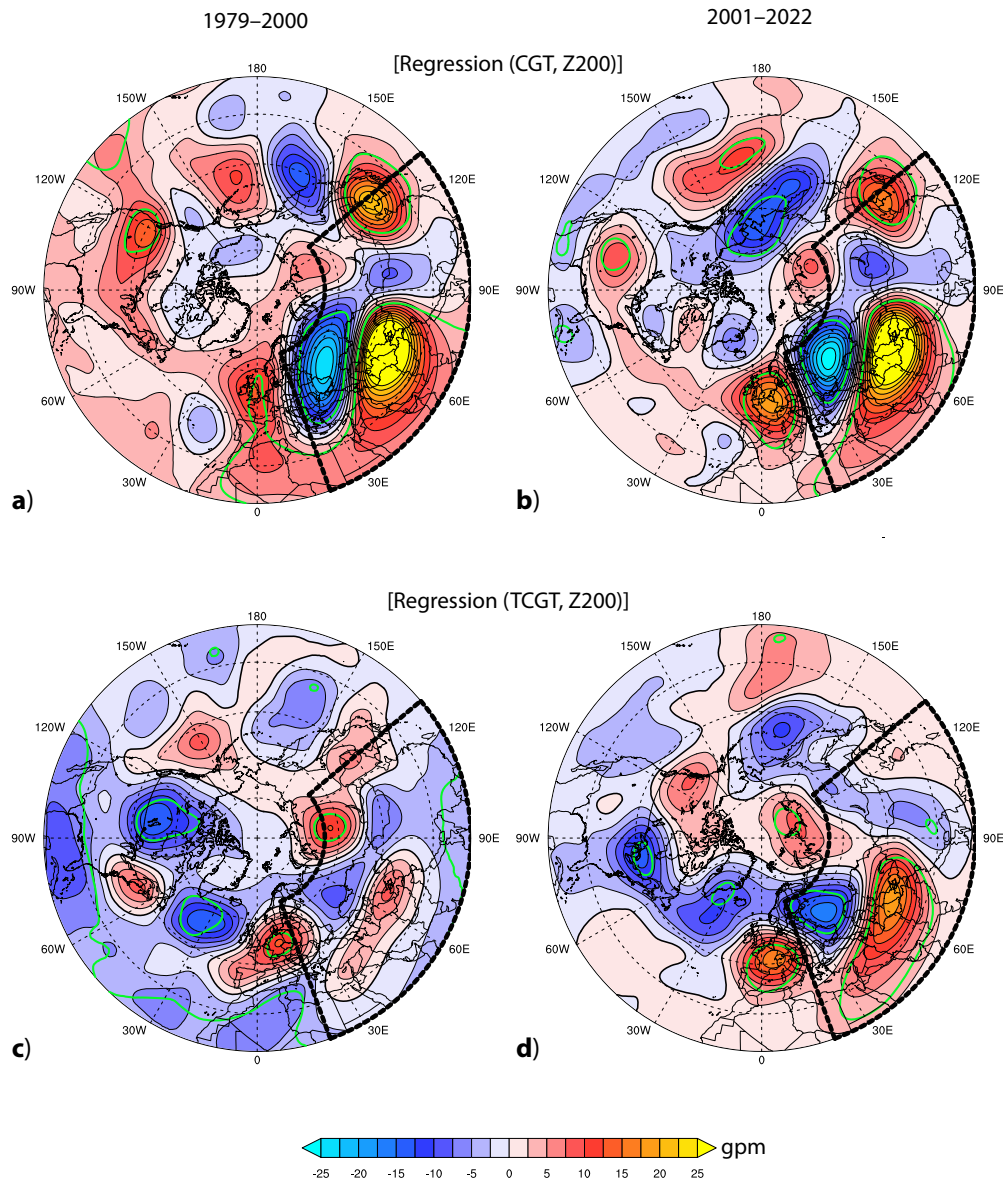 1979–2000 2001–2022
[Regression (CGT, Z200)]
180 180
150W 150E 150W 150E
120W 120E 120W 120E
90W 90E 90W 90E
60W 60E 60W 60E
30W 30E 30W 30E
a) 0 b) 0
[Regression (TCGT, Z200)]
180 180
150W 150E 150W 150E
120W 120E 120W 120E
90W 90E 90W 90E
60W 60E 60W 60E
30W 30E 30W 30E
c) 0 d) 0
gpm
-25 -20 -15 -10 -5 0 5 10 15 20 25